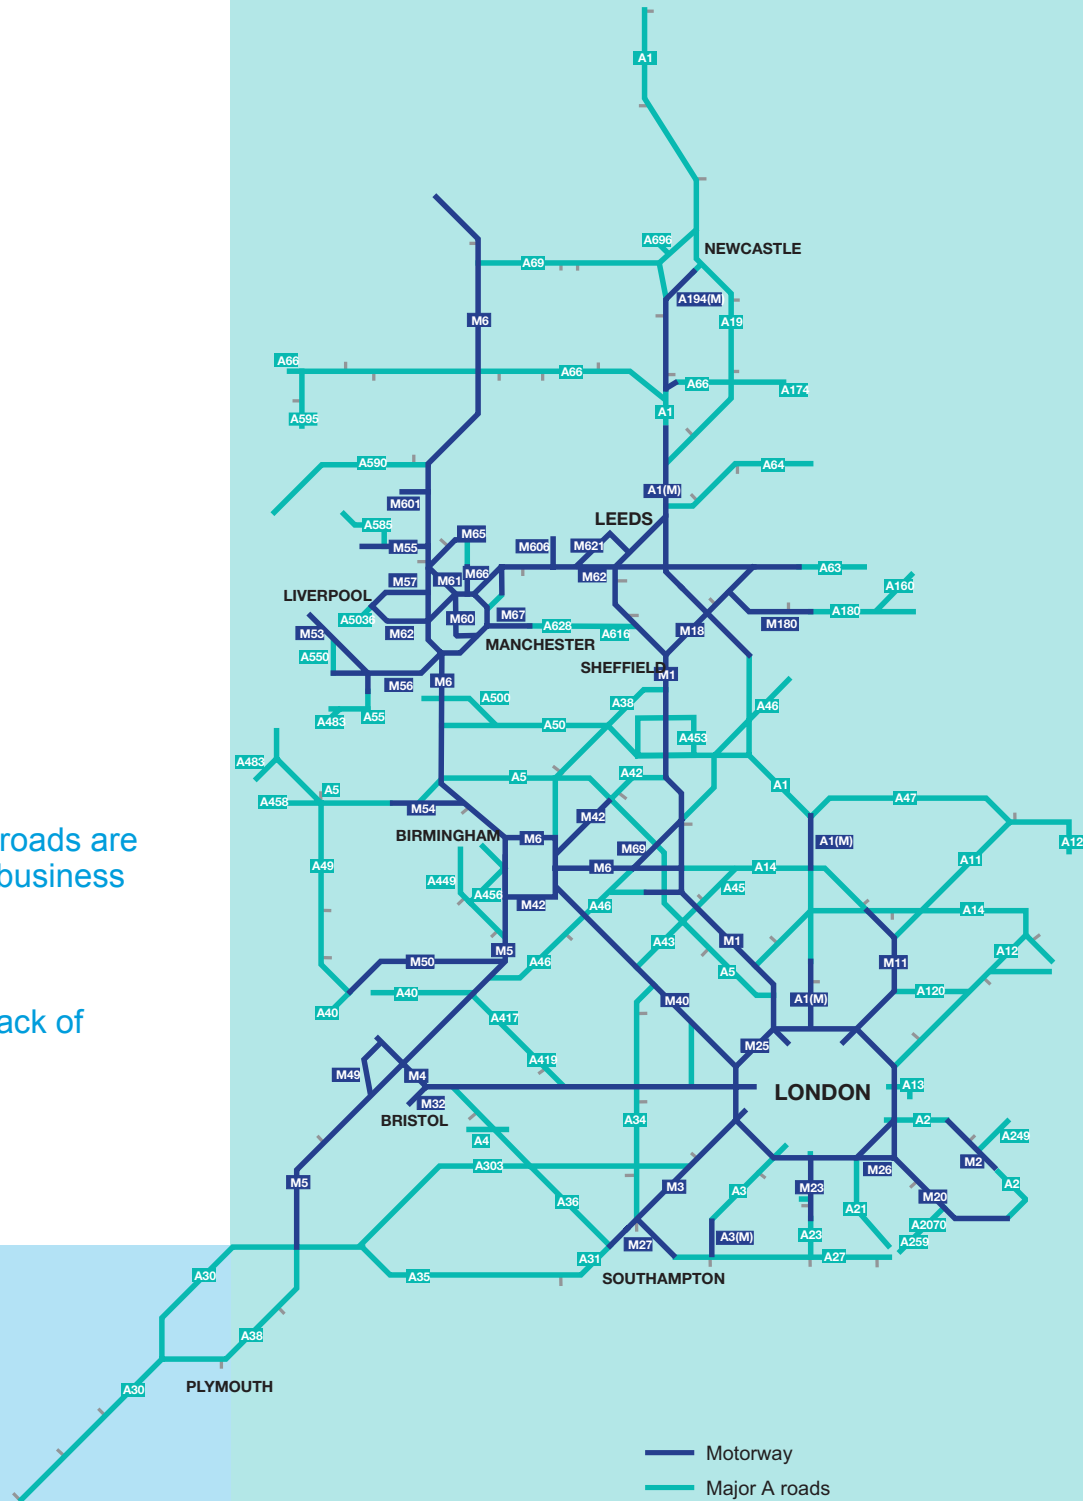 A1
A696
NEWCASTLE
A69
A194(M)
M6
A19
A66
A66
A66
A174
A595
A1
A590
A64
A1(M)
M601
LEEDS
A585
M65
M55
M606
M621
M57
M61
M66
M62
A63
LIVERPOOL
A160
A5036
M60
M67
A180
M53
M62
A628
A616
M18
M180
A550
MANCHESTER
SHEFFIELD
M56
M6
M1
A500
A38
A46
A483
A55
A50
A453
A483
A5
A5
A42
A1
A458
M54
M42
A47
roads are
BIRMINGHAM
M6
M69
A1(M)
A12
business
A49
M6
A14
A11
A449
A456
A45
M42
A46
A14
A43
M1
M5
A12
M50
A46
A5
M11
A40
A40
M40
A1(M)
A120
ack of
A417
M25
A419
M49
M4
A13
M32
LONDON
BRISTOL
A34
A2
A4
A249
A303
M26
M2
M5
M3
A3
M23
M20
A2
A36
A21
A2070
M27
A3(M)
A23
A259
A31
A27
A30
A35
SOUTHAMPTON
A38
PLYMOUTH
A30
Motorway
Major A roads